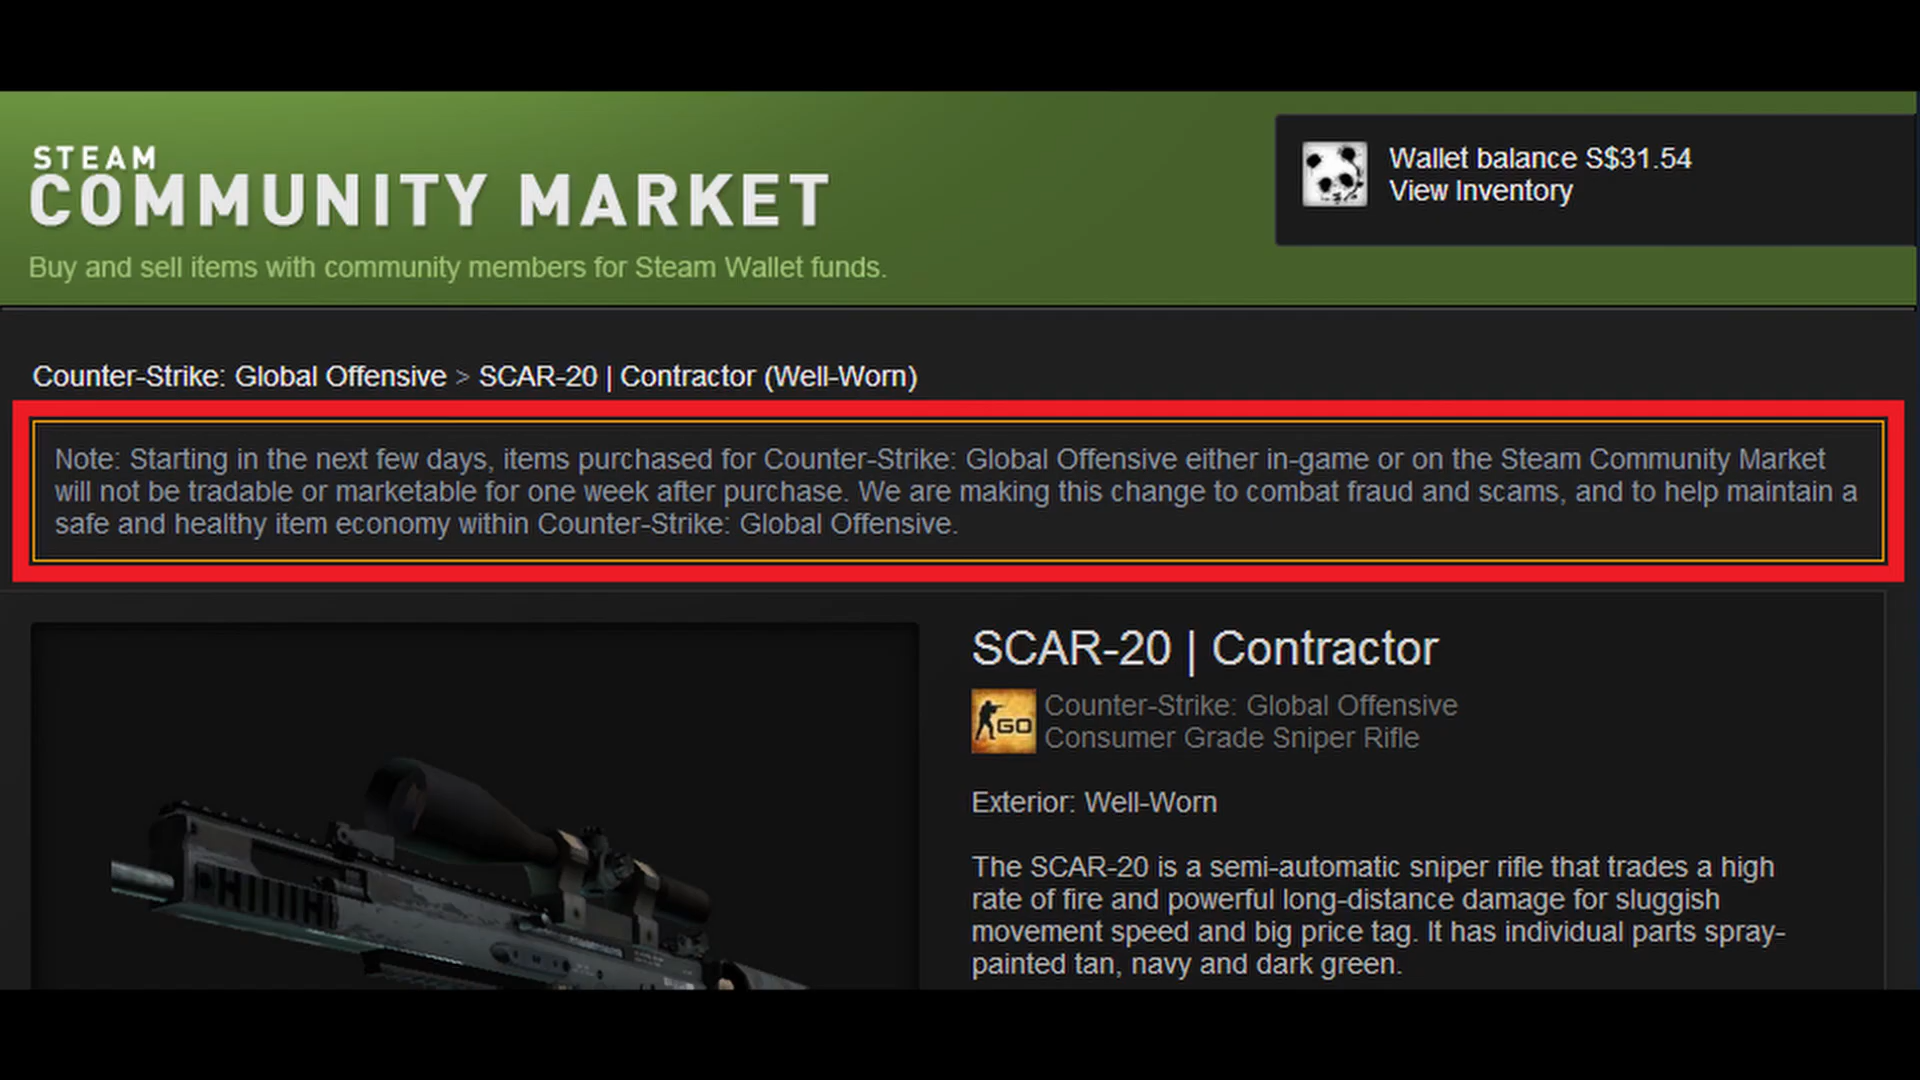 STEAM
COMMUNITY MARKET
Buy and sell items with community members for Steam Wallet funds.
Wallet balance S$31.54
View Inventory
Counter-Strike: Global Offensive > SCAR-20 | Contractor (Well-Worn)
Note: Starting in the next few days, items purchased for Counter-Strike: Global Offensive either in-game or on the Steam Community Market
will not be tradable or marketable for one week after purchase. We are making this change to combat fraud and scams, and to help maintain a
safe and healthy item economy within Counter-Strike: Global Offensive.
SCAR-20 | Contractor
GO
Counter-Strike: Global Offensive
Consumer Grade Sniper Rifle
Exterior: Well-Worn
The SCAR-20 is a semi-automatic sniper rifle that trades a high
rate of fire and powerful long-distance damage for sluggish
movement speed and big price tag. It has individual parts spray-
painted tan, navy and dark green.